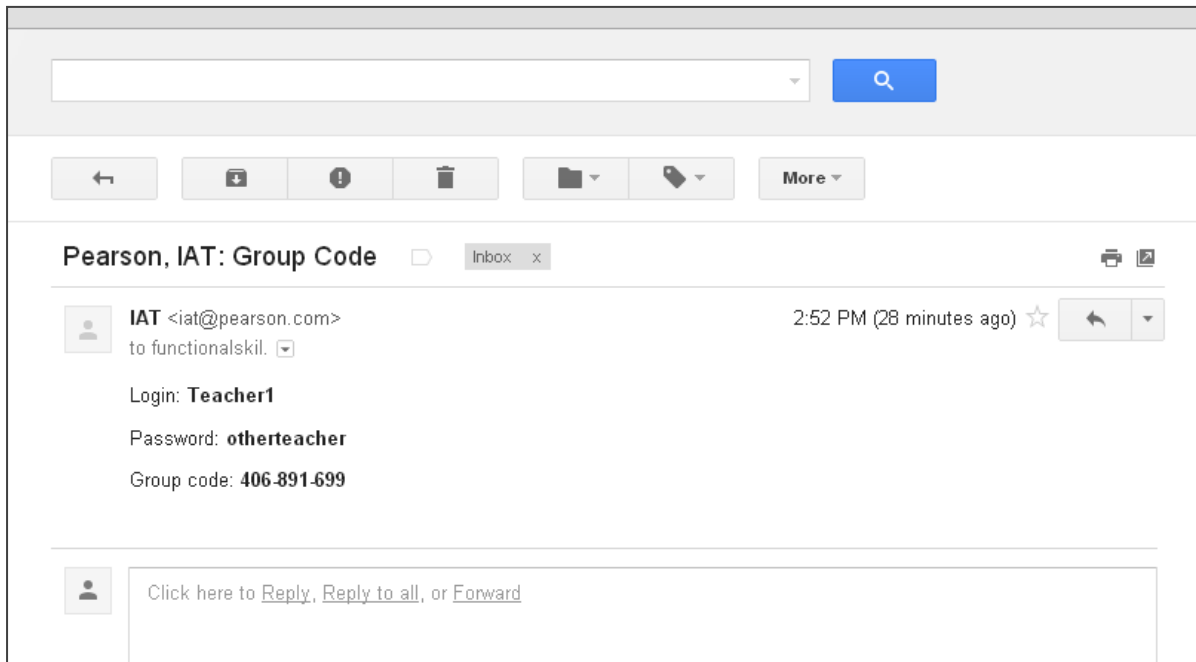 More
Pearson, IAT: Group Code
Inbox x
IAT <iat@pearson.com> 2:52 PM (28 minutes ago)
to functionalskil.
Login: Teacher1
Password: otherteacher
Group code: 406-891-699
Click here to Reply, Reply to all, or Forward